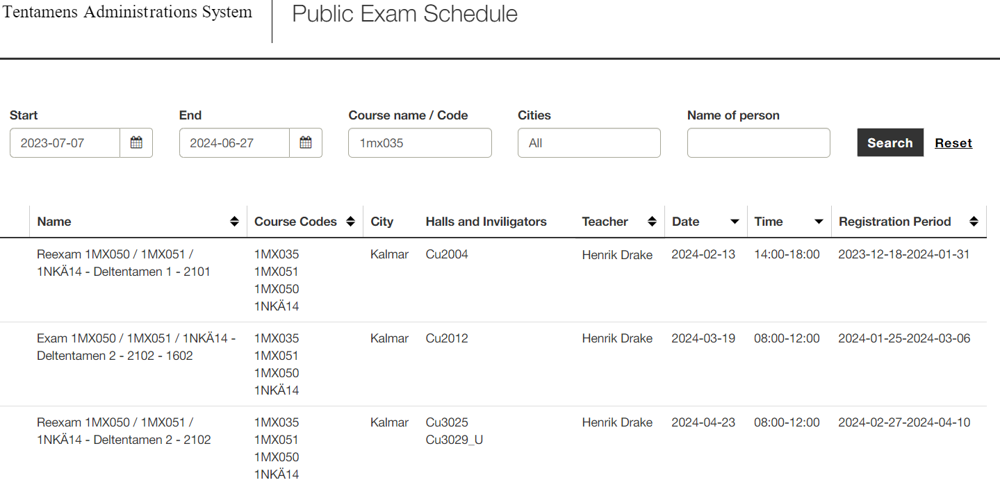 Tentamens Administrations System
Public Exam Schedule
Start End Course name / Code Cities Name of person
2023-07-07 2024-06-27 1mx035 All Search Reset
Name Course Codes City Halls and Inviligators Teacher Date Time Registration Period
Reexam 1MX050 / 1MX051 / 1MX035 Kalmar Cu2004 Henrik Drake 2024-02-13 14:00-18:00 2023-12-18-2024-01-31
1NKÄ14 - Deltentamen 1 - 2101 1MX051
1MX050
1NKÄ14
Exam 1MX050 / 1MX051 / 1NKÄ14 - 1MX035 Kalmar Cu2012 Henrik Drake 2024-03-19 08:00-12:00 2024-01-25-2024-03-06
Deltentamen 2 - 2102 - 1602 1MX051
1MX050
1NKÄ14
Reexam 1MX050 / 1MX051 / 1MX035 Kalmar Cu3025 Henrik Drake 2024-04-23 08:00-12:00 2024-02-27-2024-04-10
1NKÄ14 - Deltentamen 2 - 2102 1MX051 Cu3029_U
1MX050
1NKÄ14